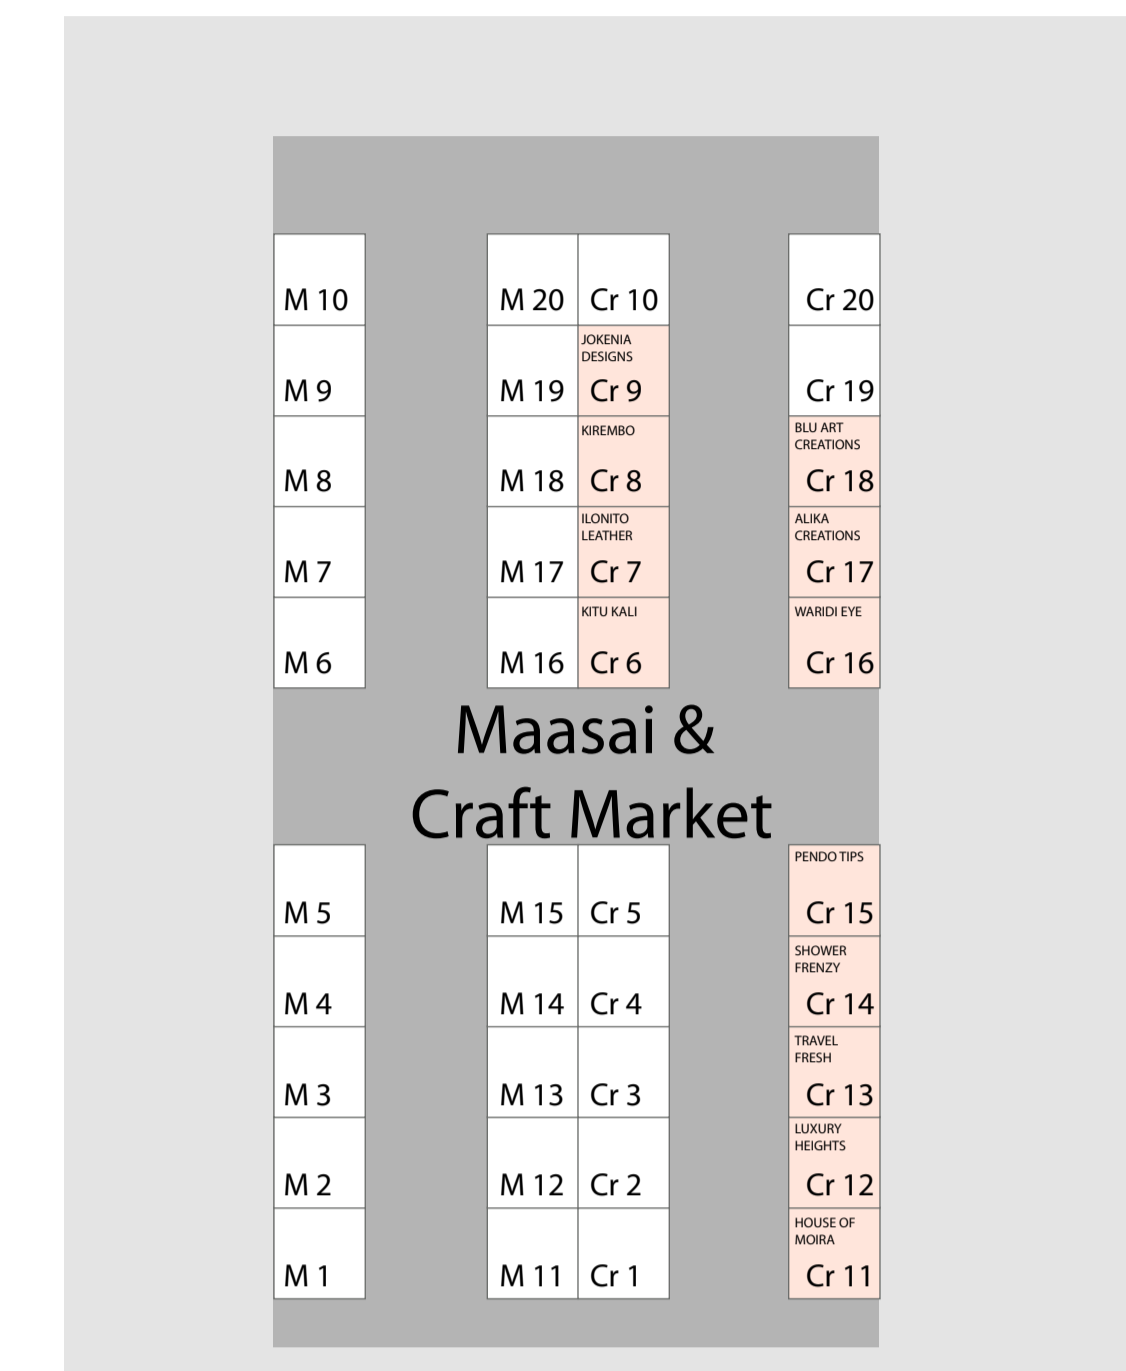 M 10
M 20
Cr 10
Cr 20
M 9
M 19
JOKENIA
DESIGNS
Cr 9
Cr 19
M 8
M 18
KIREMBO
Cr 8
BLU ART
CREATIONS
Cr 18
M 7
M 17
ILONITO
LEATHER
Cr 7
ALIKA
CREATIONS
Cr 17
M 6
M 16
KITU KALI
Cr 6
WARIDI EYE
Cr 16
Maasai &
Craft Market
M 5
M 15
Cr 5
PENDO TIPS
Cr 15
M 4
M 14
Cr 4
SHOWER
FRENZY
Cr 14
M 3
M 13
Cr 3
TRAVEL
FRESH
Cr 13
M 2
M 12
Cr 2
LUXURY
HEIGHTS
Cr 12
M 1
M 11
Cr 1
HOUSE OF
MOIRA
Cr 11